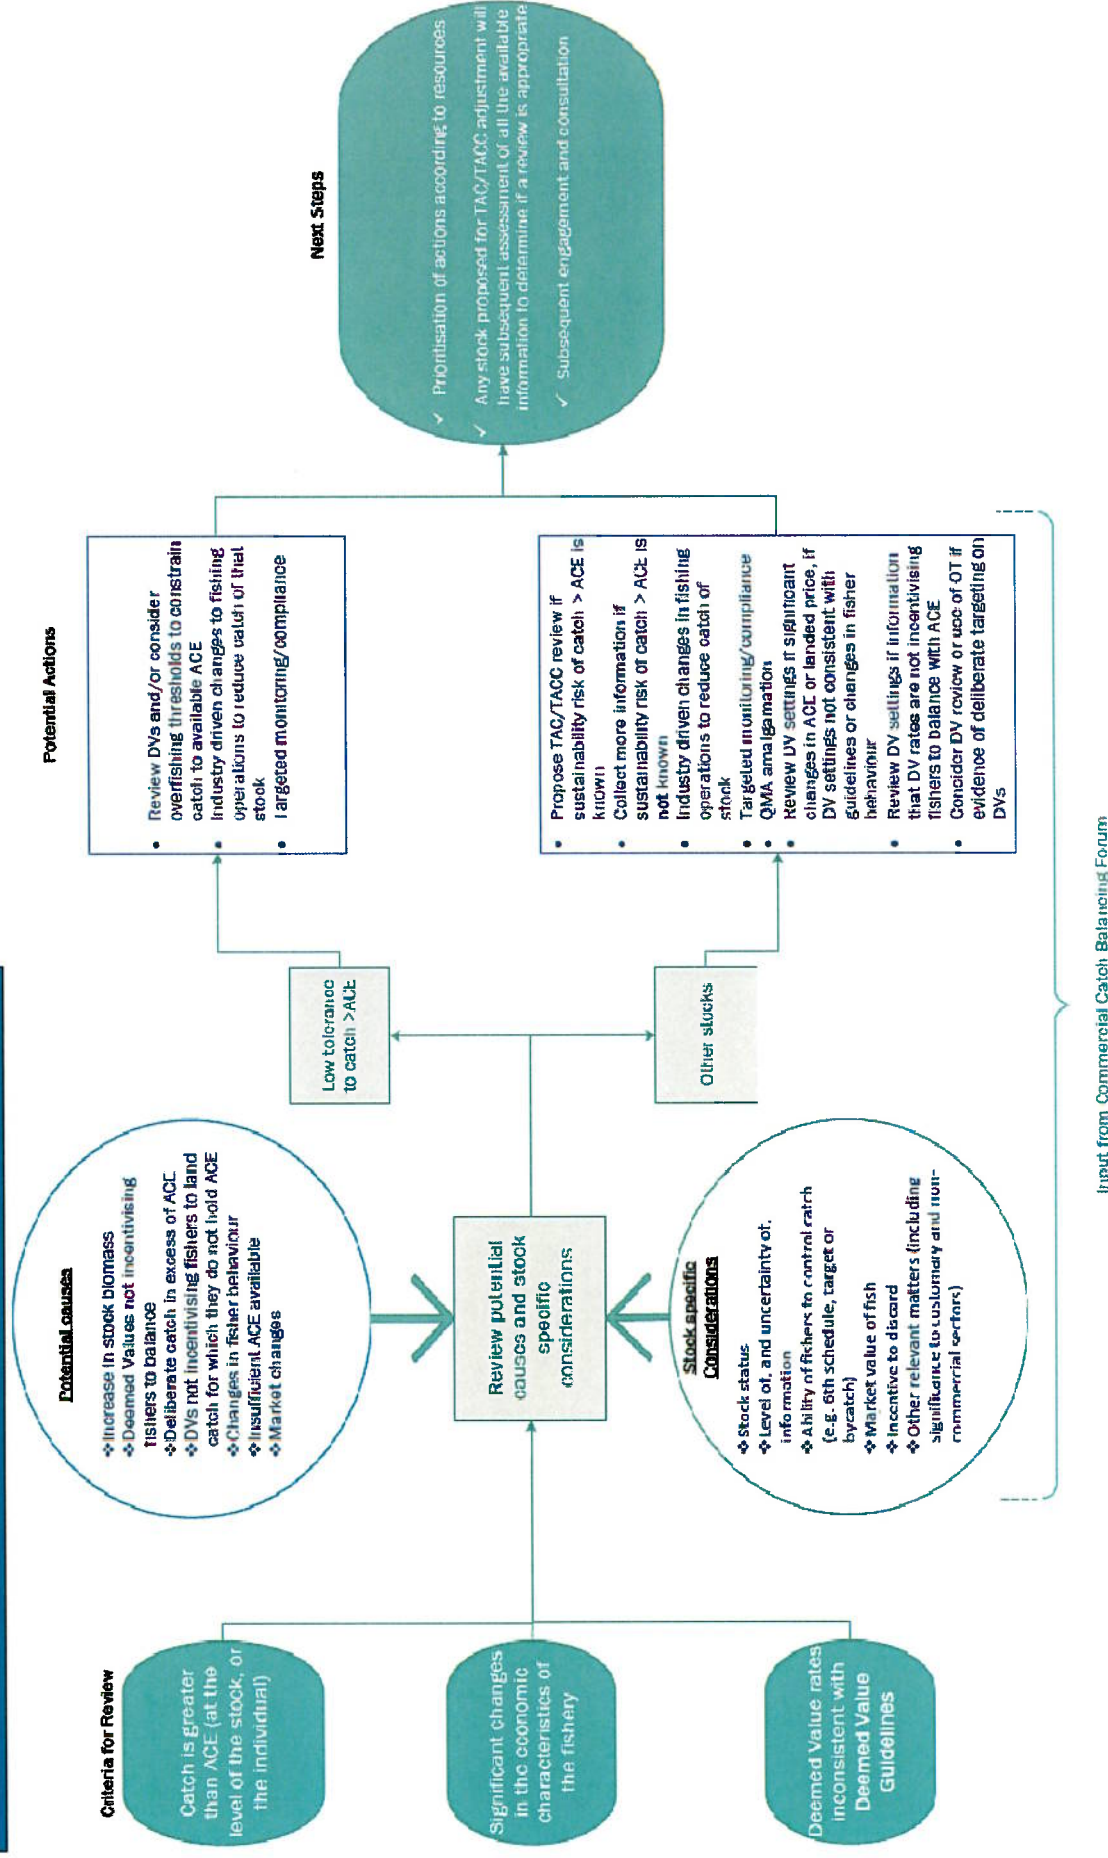 Criteria for Review
Catch is greater
than ACE (at the
level of the stock, or
the individual)
Significant changes
in the economic
characteristics of
the fishery
Deemed Value rates
inconsistent with
Deemed Value
Guidelines
Potential causes
❖Increase in stock biomass
❖Deemed Values not incentivising
fishers to balance
❖Deliberate catch in excess of ACE
❖DVs not incentivising fishers to land
catch for which they do not hold ACE
❖Changes in fisher behaviour
❖Insufficient ACE available
❖Market changes
Review potential
causes and stock
specific
considerations
Stock specific
Considerations
❖Stock status
❖Level of, and uncertainty of,
information
❖Ability of fishers to control catch
(e.g. 6th schedule, target or
bycatch)
❖Market value of fish
❖Incentive to discard
❖Other relevant matters (including
significance to customary and non-
commercial sectors)
Low tolerance
to catch >ACE
Other stocks
Potential Actions
• Review DVs and/or consider
overfishing thresholds to constrain
catch to available ACE
• Industry driven changes to fishing
operations to reduce catch of that
stock
• Targeted monitoring/compliance
• Propose TAC/TACC review if
sustainability risk of catch > ACE is
known
• Collect more information if
sustainability risk of catch > ACE is
not known
• Industry driven changes in fishing
operations to reduce catch of
stock
• Targeted monitoring/compliance
• QMA amalgamation
• Review DV settings if significant
changes in ACE or landed price, if
DV settings not consistent with
guidelines or changes in fisher
behaviour
• Review DV settings if information
that DV rates are not incentivising
fishers to balance with ACE
• Consider DV review or use of OT if
evidence of deliberate targeting on
DVs
Next Steps
✓ Prioritisation of actions according to resources
✓ Any stock proposed for TAC/TACC adjustment will
have subsequent assessment of all the available
information to determine if a review is appropriate
✓ Subsequent engagement and consultation
Input from Commercial Catch Balancing Forum